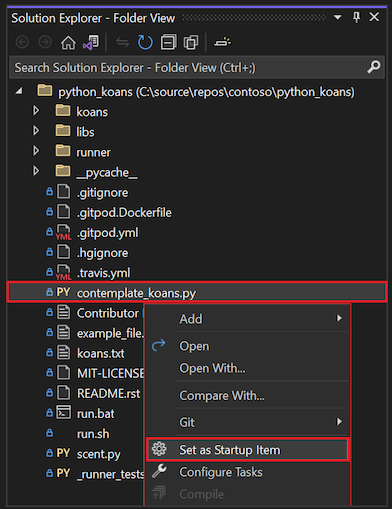 Solution Explorer - Folder View
Search Solution Explorer - Folder View (Ctrl+;)
python_koans (C:\source\repos\contoso\python_koans)
koans
libs
runner
__pycache__
.gitignore
.gitpod.Dockerfile
YML .gitpod.yml
.hgignore
YML .travis.yml
PY contemplate_koans.py
Contributor
example_file.
koans.txt
MIT-LICENSE
README.rst
run.bat
run.sh
PY scent.py
PY _runner_tests
Add
Open
Open With...
Compare With...
Git
Set as Startup Item
Configure Tasks
Compile